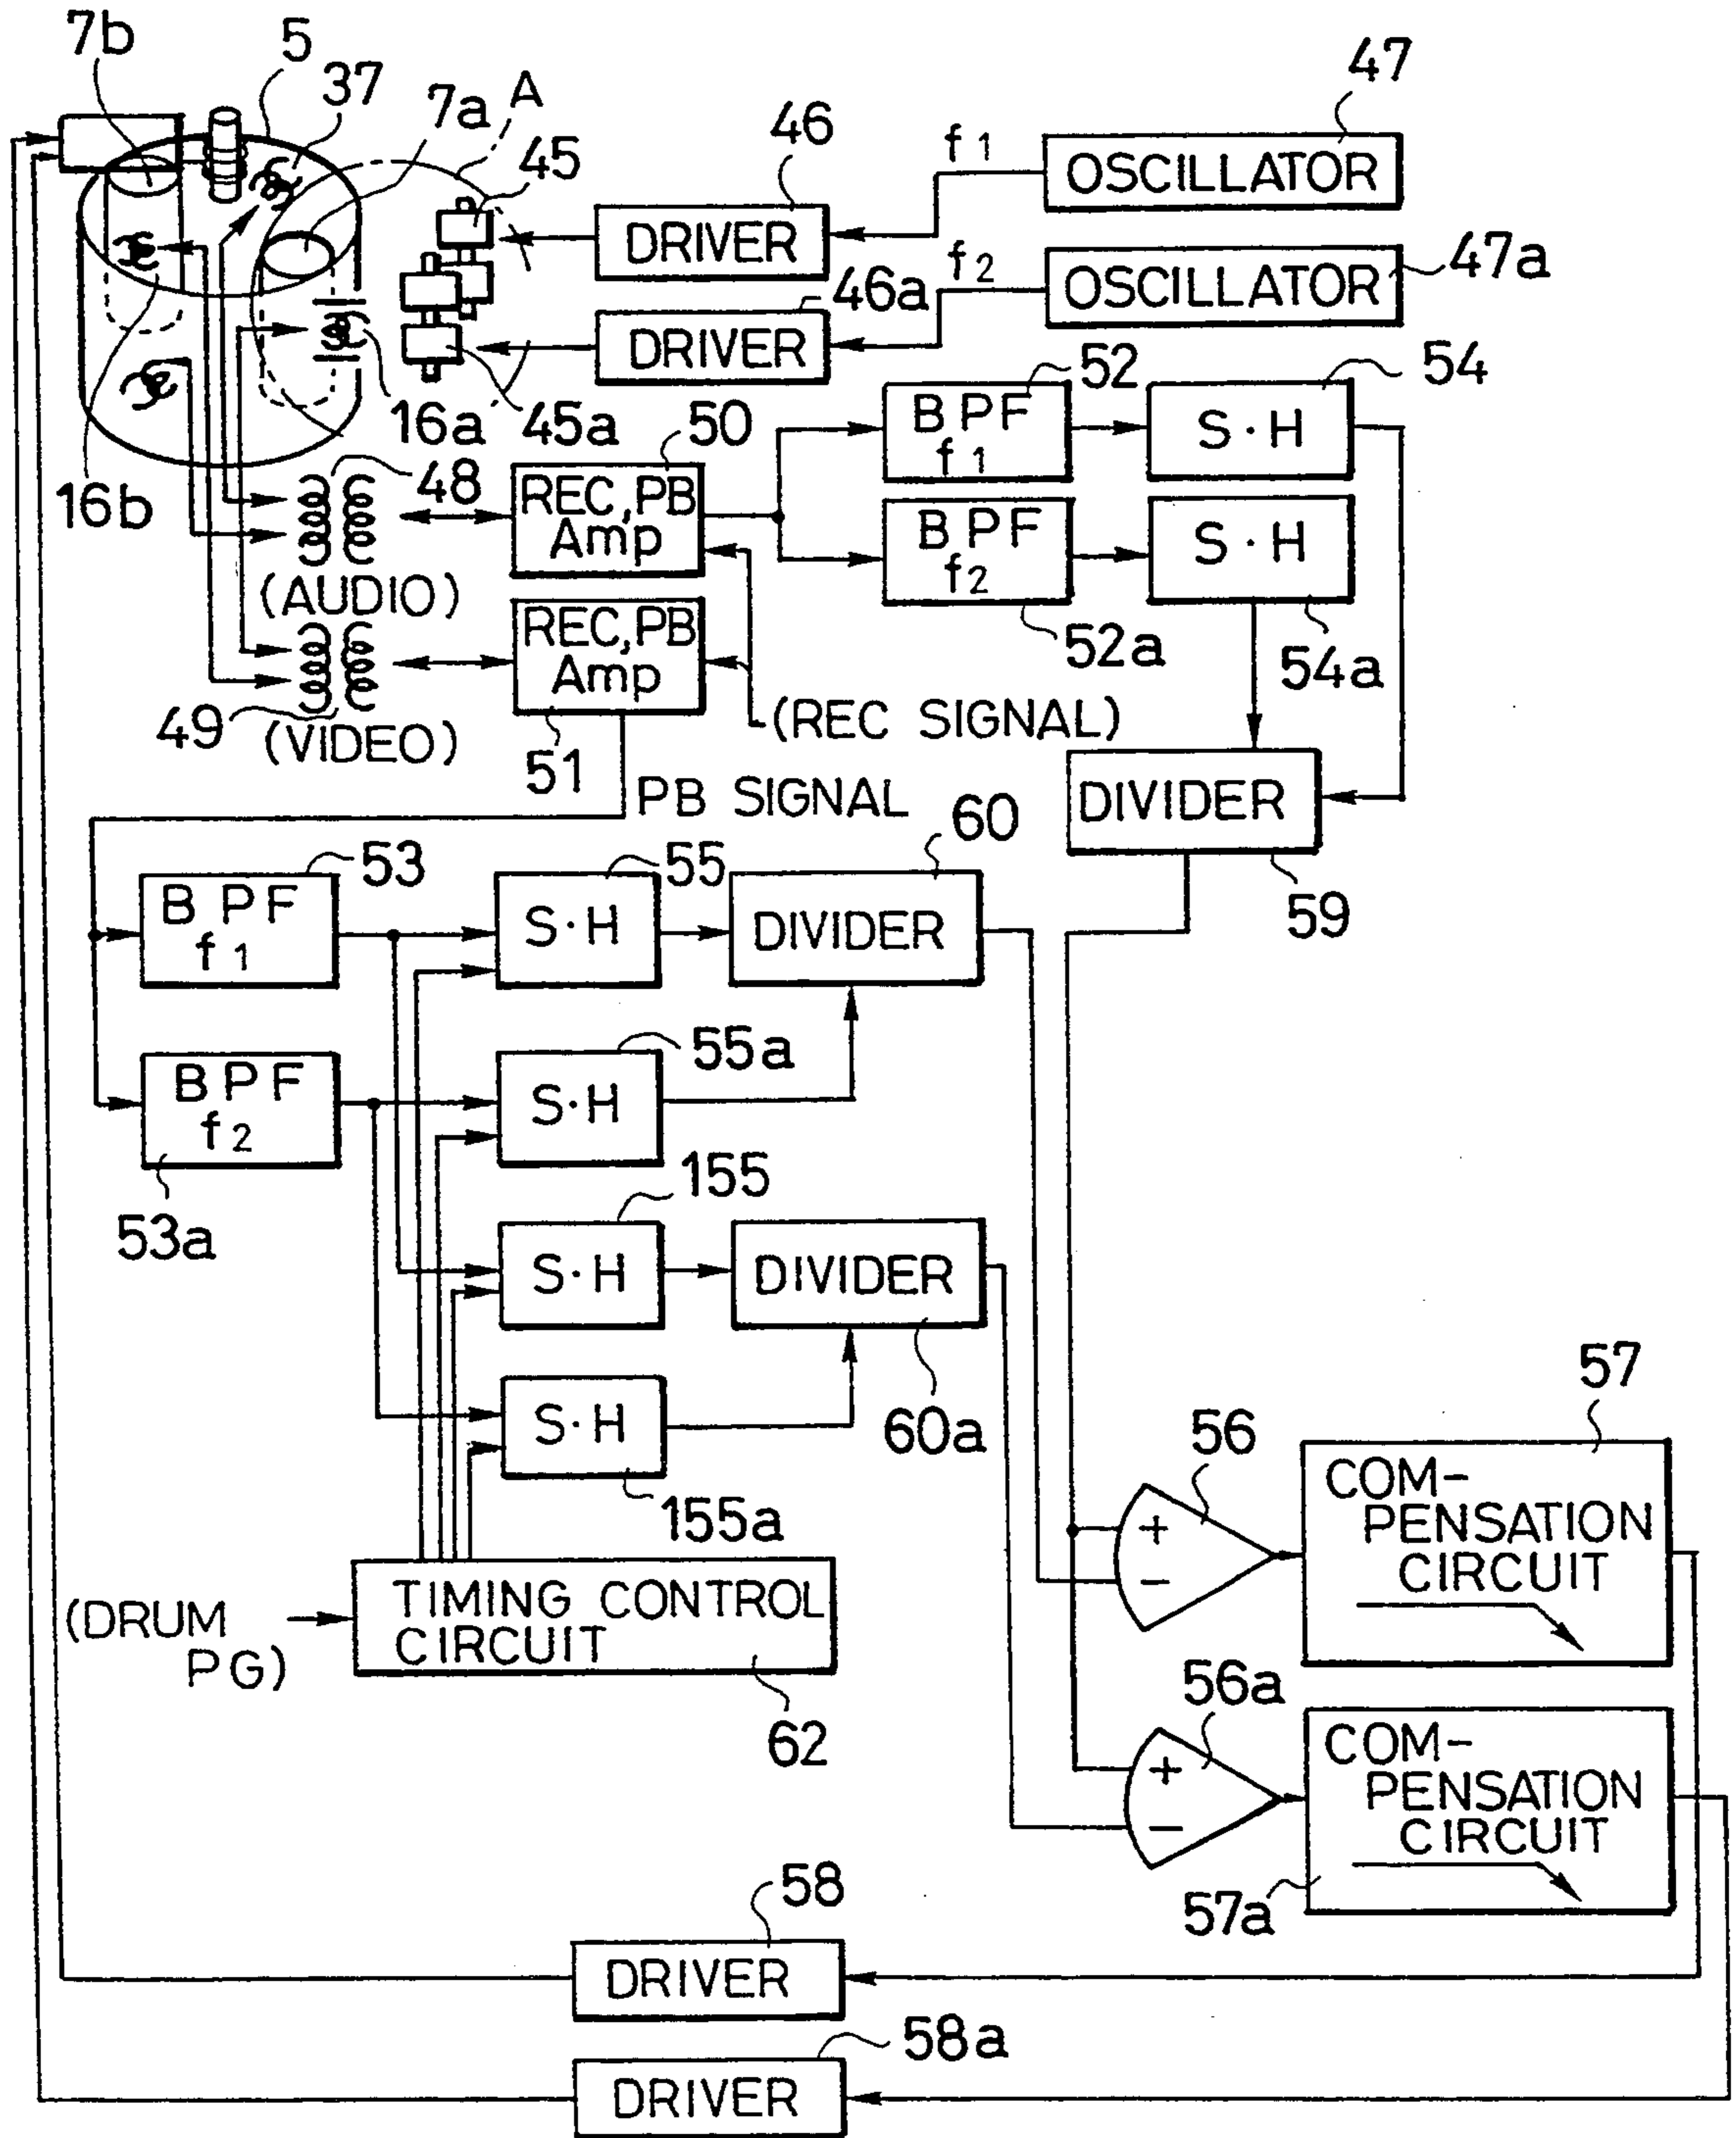 7b
5
37
7a
A
45
46
47
f1
OSCILLATOR
DRIVER
f2
47a
OSCILLATOR
46a
DRIVER
16b
16a
45a
48
50
52
54
BPF
f1
S·H
REC, PB
Amp
BPF
f2
S·H
(AUDIO)
52a
54a
REC, PB
Amp
49
(VIDEO)
51
(REC SIGNAL)
PB SIGNAL
DIVIDER
59
53
55
60
BPF
f1
S·H
DIVIDER
55a
BPF
f2
S·H
53a
155
S·H
DIVIDER
60a
S·H
155a
56
57
+
−
COM-
PENSATION
CIRCUIT
(DRUM
PG)
TIMING CONTROL
CIRCUIT
62
56a
+
−
COM-
PENSATION
CIRCUIT
57a
58
DRIVER
58a
DRIVER